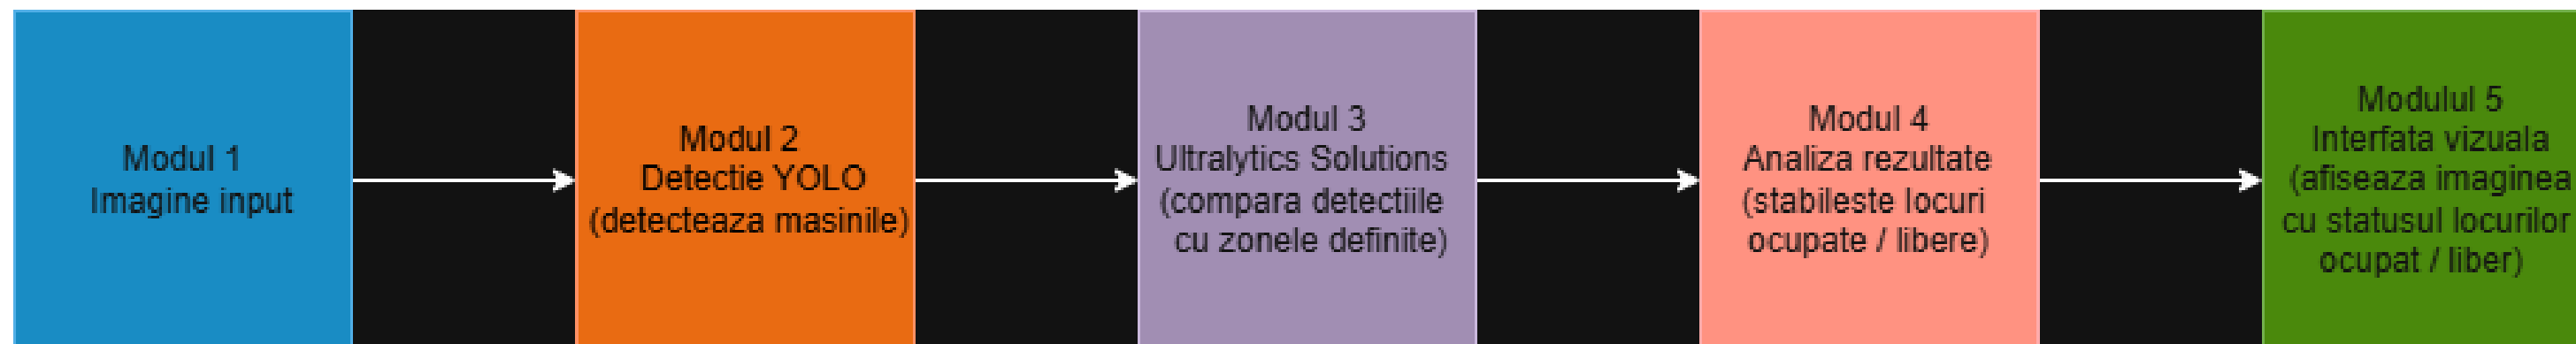 Modul 1
Imagine input
Modul 2
Detectie YOLO
(detecteaza masinile)
Modul 3
Ultralytics Solutions
(compara detectiile
cu zonele definite)
Modul 4
Analiza rezultate
(stabileste locuri
ocupate / libere)
Modulul 5
Interfata vizuala
(afiseaza imaginea
cu statusul locurilor
ocupat / liber)